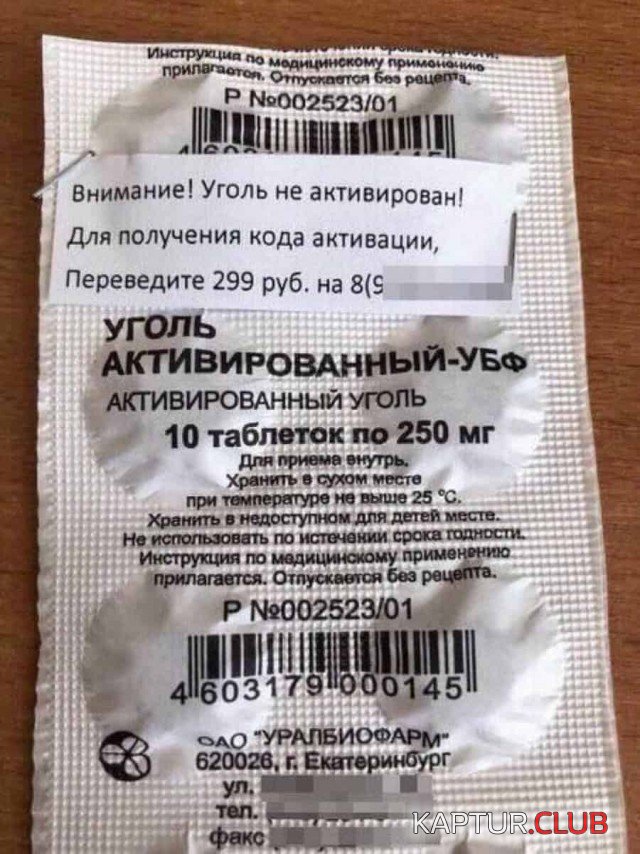 Инструкция по медицинскому применению
прилагается. Отпускается без рецепта.
Р №002523/01
Внимание! Уголь не активирован!
Для получения кода активации,
Переведите 299 руб. на 8(9
УГОЛЬ
АКТИВИРОВАННЫЙ-УБФ
АКТИВИРОВАННЫЙ УГОЛЬ
10 таблеток по 250 мг
Для приема внутрь.
Хранить в сухом месте
при температуре не выше 25 °C.
Хранить в недоступном для детей месте.
Не использовать по истечении срока годности.
Инструкция по медицинскому применению
прилагается. Отпускается без рецепта.
Р №002523/01
4 603179 000145
ОАО "УРАЛБИОФАРМ"
620026, г. Екатеринбург
ул.
тел.
факс
KAPTUR.CLUB